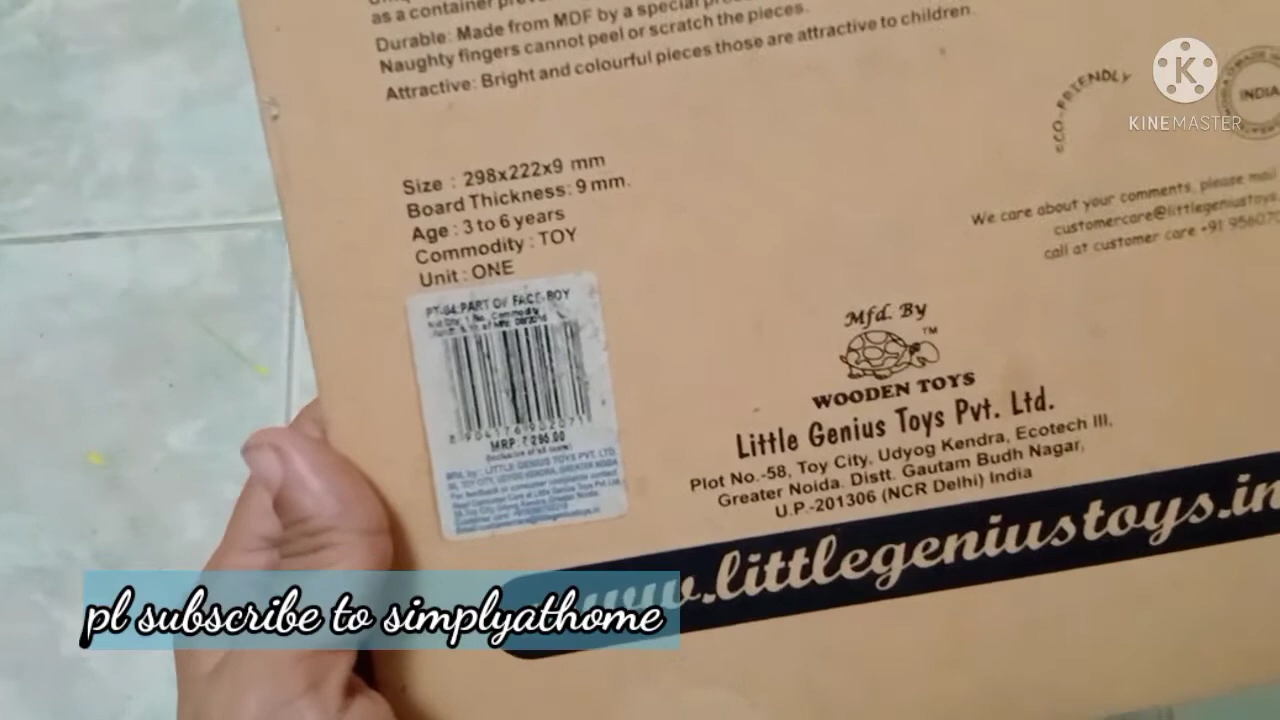 as a container
Durable: Made from MDF by a special
Naughty fingers cannot peel or scratch the pieces.
Attractive: Bright and colourful pieces those are attractive to children.
ECO-FRIENDLY
INDIA
KINEMASTER
Size : 298x222x9 mm
Board Thickness: 9 mm.
Age : 3 to 6 years
Commodity : TOY
Unit : ONE
We care about your comments, please mail
customercare@littlegeniustoys.
call at customer care +91 95607
PT-04:PART OF FACE-BOY
8904176902071
MRP: ₹295.00
Mfd. By
TM
WOODEN TOYS
Little Genius Toys Pvt. Ltd.
Plot No.-58, Toy City, Udyog Kendra, Ecotech III,
Greater Noida. Distt. Gautam Budh Nagar,
U.P.-201306 (NCR Delhi) India
www.littlegeniustoys.in
pl subscribe to simplyathome